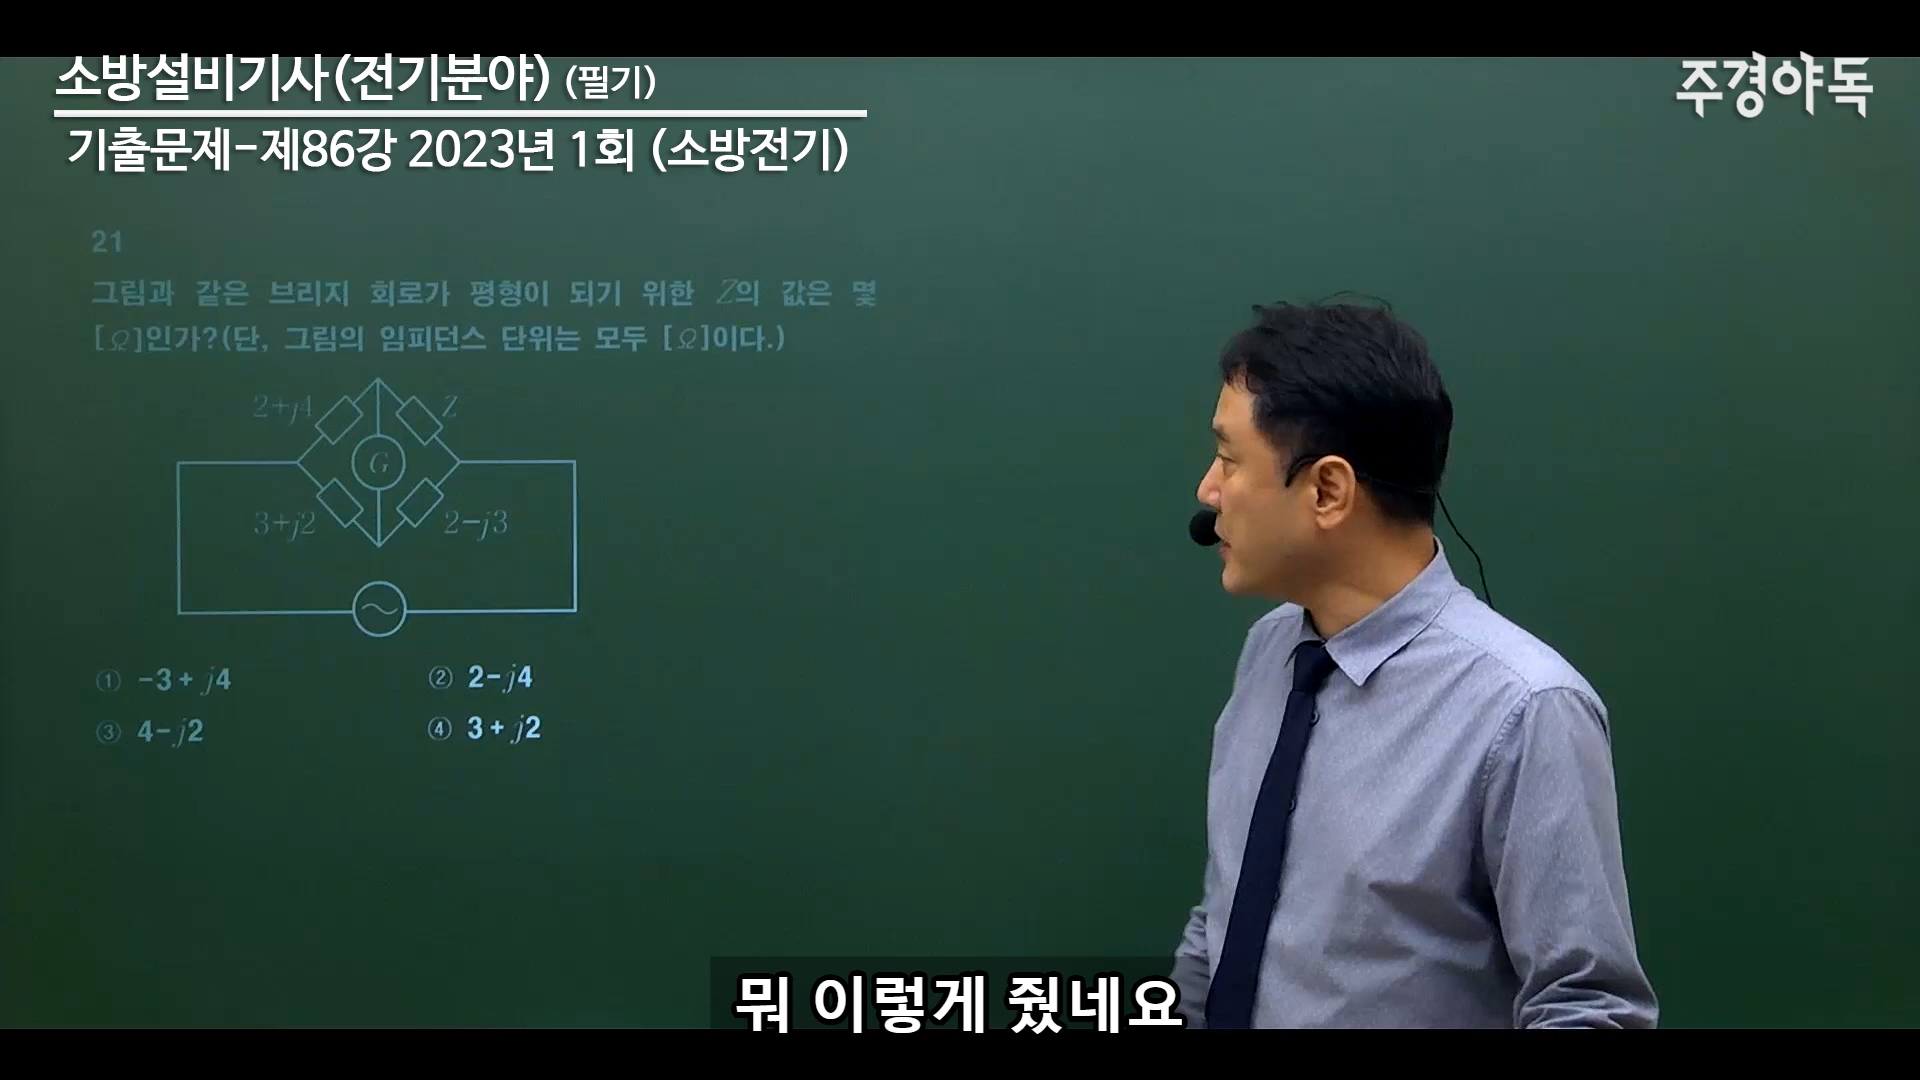 소방설비기사(전기분야) (필기)
주경야독
기출문제-제86강 2023년 1회 (소방전기)
21
그림과 같은 브리지 회로가 평형이 되기 위한 Z의 값은 몇
[Ω]인가?(단, 그림의 임피던스 단위는 모두 [Ω]이다.)
2+j4
Z
G
3+j2
2-j3
① -3+j4
② 2-j4
③ 4-j2
④ 3+j2
뭐 이렇게 줬네요